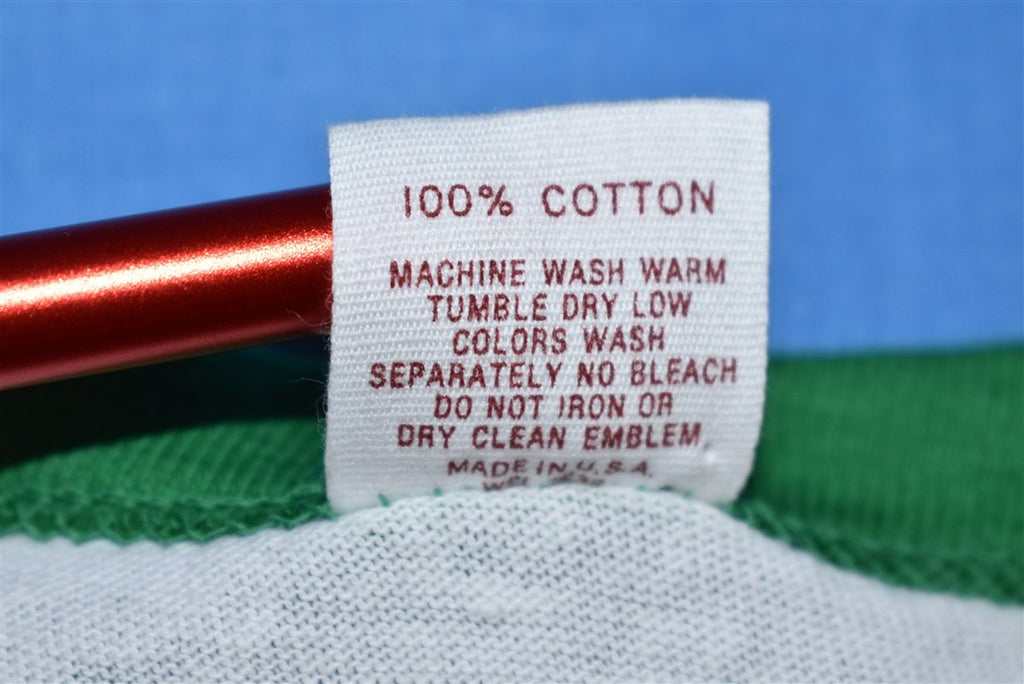 100% COTTON
MACHINE WASH WARM
TUMBLE DRY LOW
COLORS WASH
SEPARATELY NO BLEACH
DO NOT IRON OR
DRY CLEAN EMBLEM
MADE IN U.S.A.